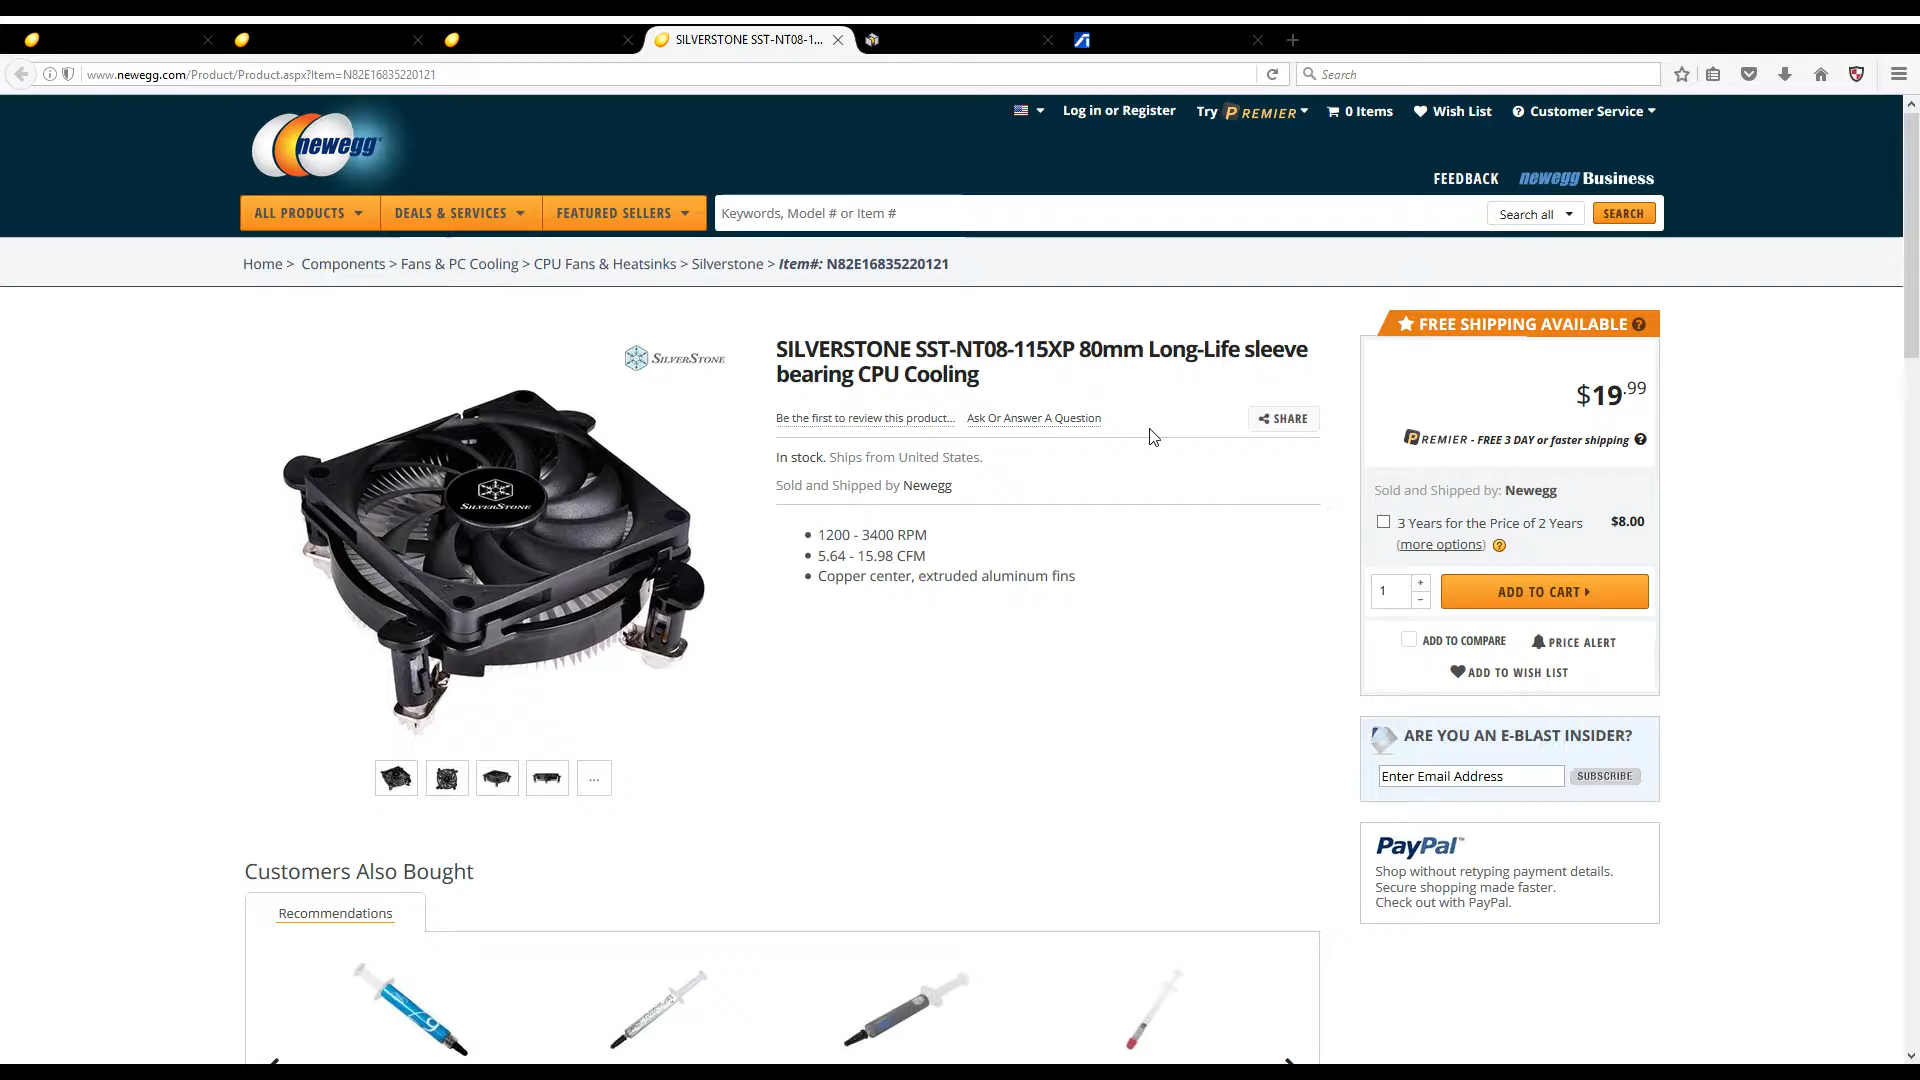 SILVERSTONE SST-NT08-1...
www.newegg.com/Product/Product.aspx?Item=N82E16835220121
Search
newegg
Log in or Register
Try PREMIER
0 Items
Wish List
Customer Service
FEEDBACK
newegg Business
ALL PRODUCTS
DEALS & SERVICES
FEATURED SELLERS
Keywords, Model # or Item #
Search all
SEARCH
Home > Components > Fans & PC Cooling > CPU Fans & Heatsinks > Silverstone > Item#: N82E16835220121
SILVERSTONE
SILVERSTONE
SILVERSTONE SST-NT08-115XP 80mm Long-Life sleeve
bearing CPU Cooling
Be the first to review this product...
Ask Or Answer A Question
SHARE
In stock. Ships from United States.
Sold and Shipped by Newegg
1200 - 3400 RPM
5.64 - 15.98 CFM
Copper center, extruded aluminum fins
...
FREE SHIPPING AVAILABLE ?
$19.99
PREMIER - FREE 3 DAY or faster shipping ?
Sold and Shipped by: Newegg
3 Years for the Price of 2 Years $8.00
(more options) ?
1
+
-
ADD TO CART
ADD TO COMPARE
PRICE ALERT
ADD TO WISH LIST
ARE YOU AN E-BLAST INSIDER?
Enter Email Address
SUBSCRIBE
PayPal™
Shop without retyping payment details.
Secure shopping made faster.
Check out with PayPal.
Customers Also Bought
Recommendations